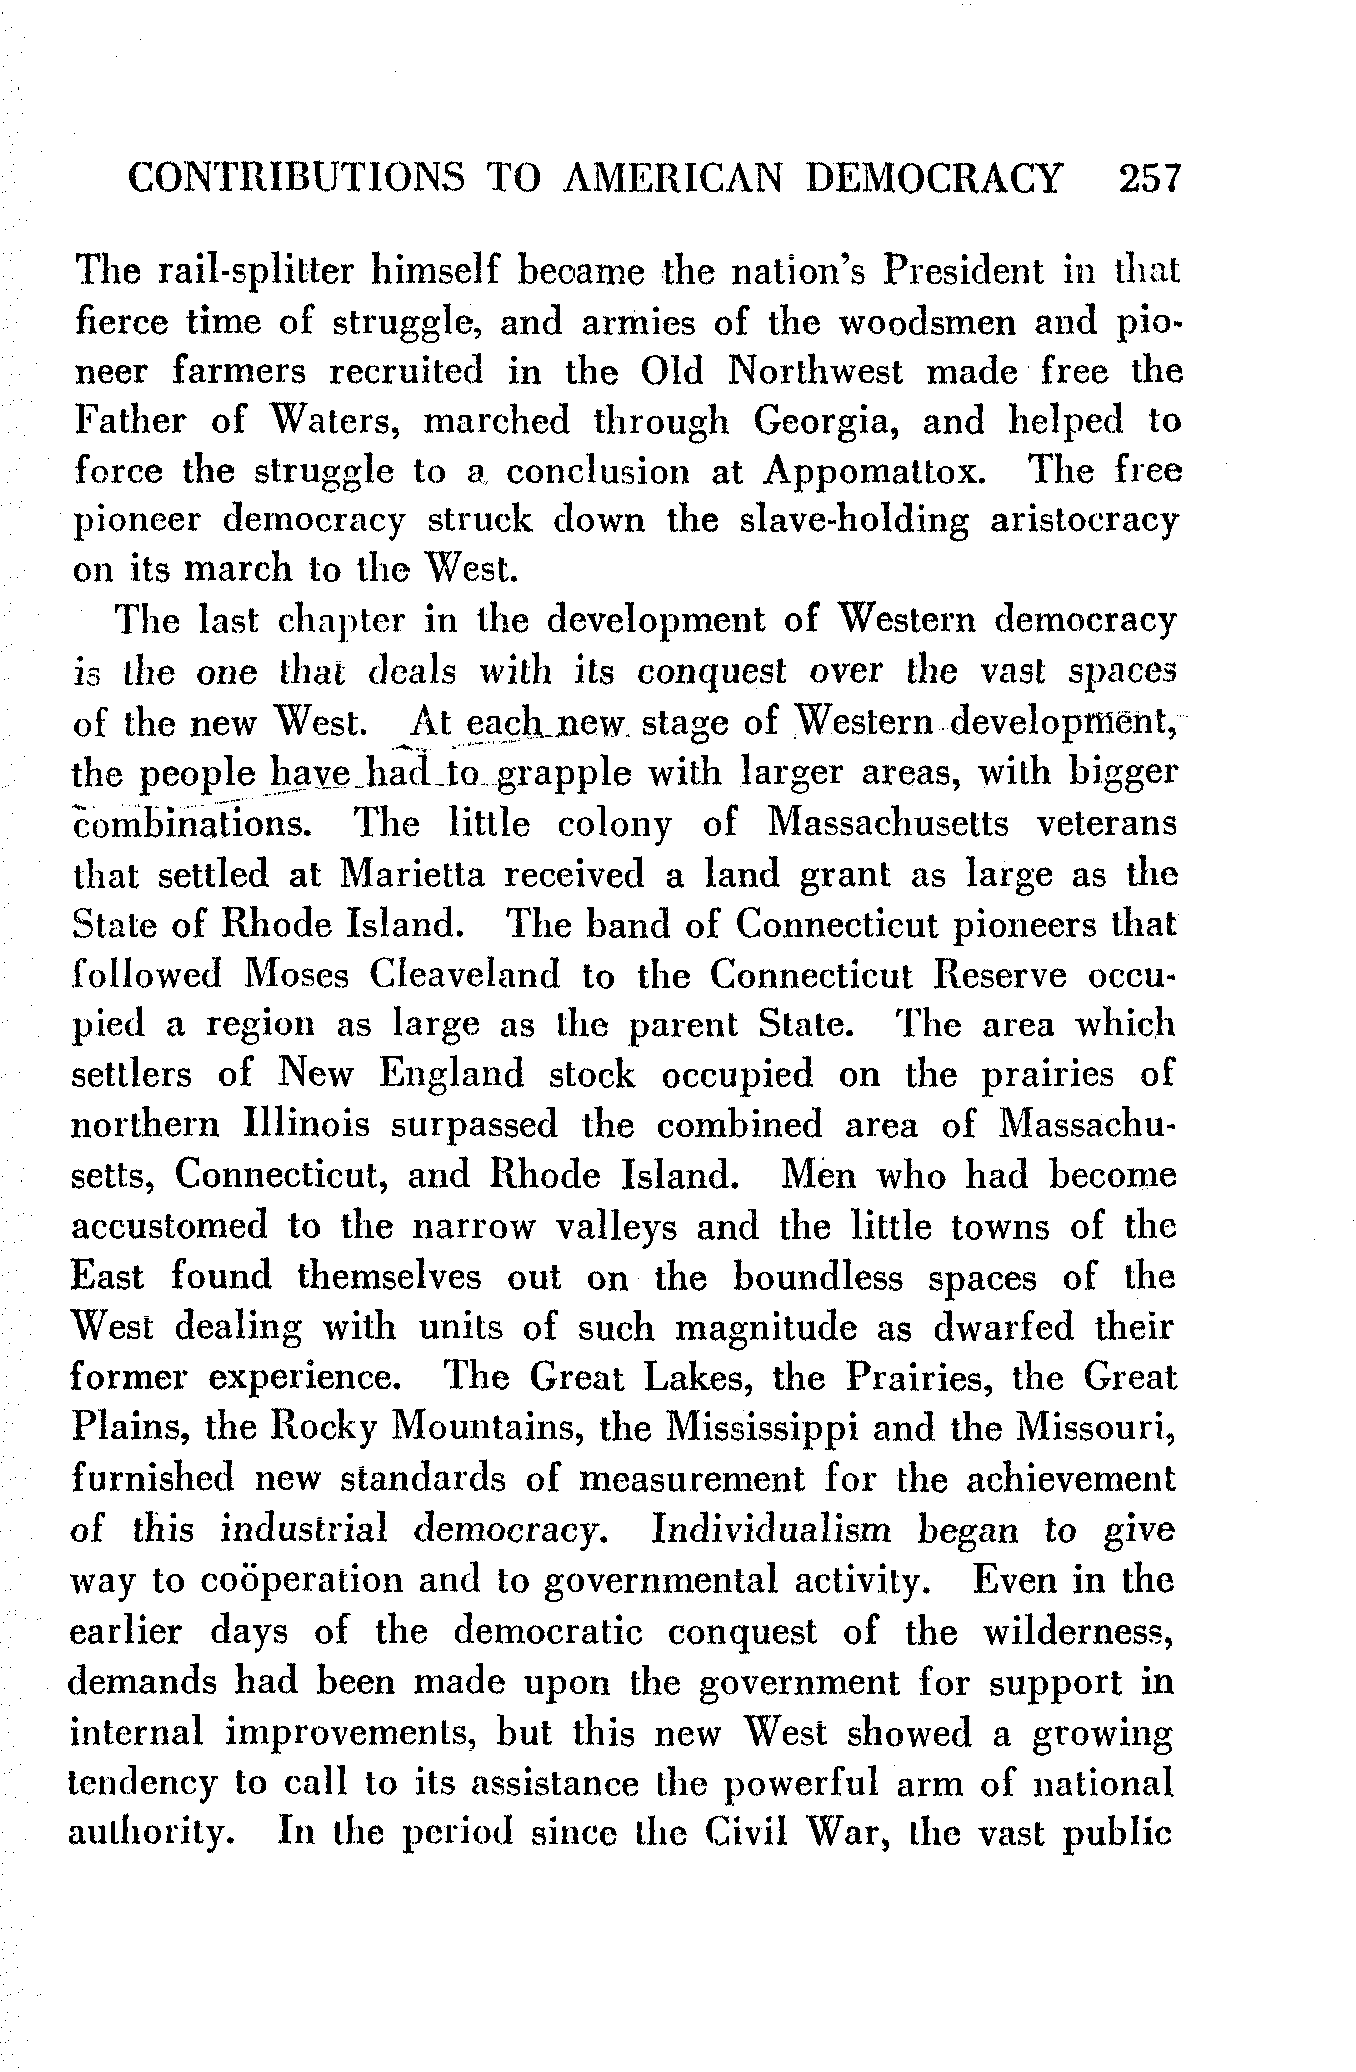 CONTRIBUTIONS TO AMERICAN DEMOCRACY 257
The rail-splitter himself became the nation's President in that
fierce time of struggle, and armies of the woodsmen and pio-
neer farmers recruited in the Old Northwest made free the
Father of Waters, marched through Georgia, and helped to
force the struggle to a conclusion at Appomattox. The free
pioneer democracy struck down the slave-holding aristocracy
on its march to the West.
The last chapter in the development of Western democracy
is the one that deals with its conquest over the vast spaces
of the new West. At each new stage of Western development,
the people have had to grapple with larger areas, with bigger
combinations. The little colony of Massachusetts veterans
that settled at Marietta received a land grant as large as the
State of Rhode Island. The band of Connecticut pioneers that
followed Moses Cleaveland to the Connecticut Reserve occu-
pied a region as large as the parent State. The area which
settlers of New England stock occupied on the prairies of
northern Illinois surpassed the combined area of Massachu-
setts, Connecticut, and Rhode Island. Men who had become
accustomed to the narrow valleys and the little towns of the
East found themselves out on the boundless spaces of the
West dealing with units of such magnitude as dwarfed their
former experience. The Great Lakes, the Prairies, the Great
Plains, the Rocky Mountains, the Mississippi and the Missouri,
furnished new standards of measurement for the achievement
of this industrial democracy. Individualism began to give
way to coöperation and to governmental activity. Even in the
earlier days of the democratic conquest of the wilderness,
demands had been made upon the government for support in
internal improvements, but this new West showed a growing
tendency to call to its assistance the powerful arm of national
authority. In the period since the Civil War, the vast public